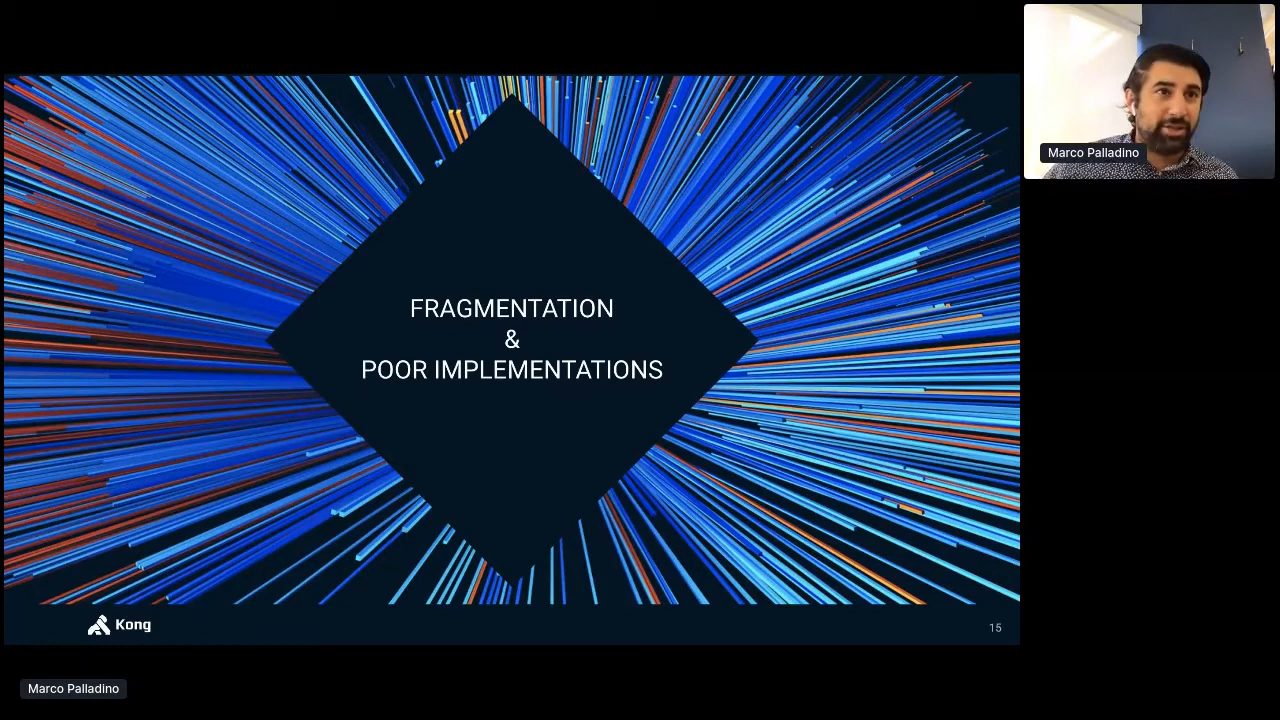 FRAGMENTATION
&
POOR IMPLEMENTATIONS
Kong
15
Marco Palladino
Marco Palladino